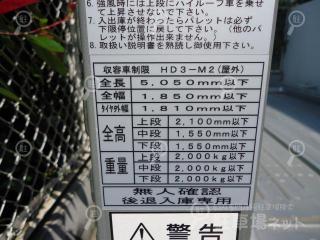 6. 強風時には上段にハイルーフ車を乗せ
て上昇させないで下さい。
7. 入出庫が終わったらパレットは必ず
下限停位置に戻して下さい。(他のパレ
ットが操作出来ません。)
8. 取扱い説明書を熟読し御使用下さい。
収容車制限 HD3-M2(屋外)
全長 5,050mm以下
全幅 1,850mm以下
タイヤ外幅 1,810mm以下
全高 上段 2,100mm以下
中段 1,550mm以下
下段 1,550mm以下
重量 上段 2,000kg以下
中段 2,000kg以下
下段 2,000kg以下
無人確認
後退入庫専用
警告
駐車場ネット